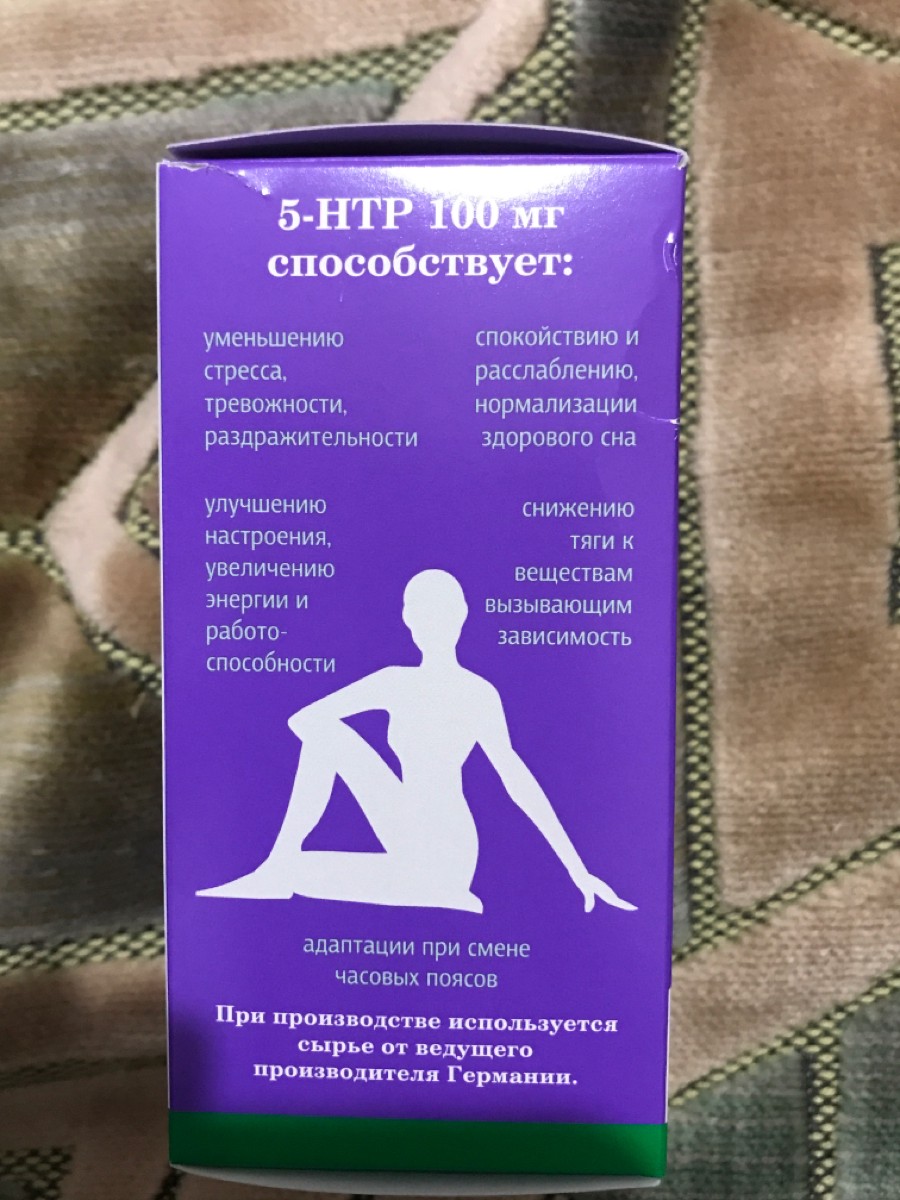 5-HTP 100 мг
способствует:
уменьшению
стресса,
тревожности,
раздражительности
спокойствию и
расслаблению,
нормализации
здорового сна
улучшению
настроения,
увеличению
энергии и
работо-
способности
снижению
тяги к
веществам
вызывающим
зависимость
адаптации при смене
часовых поясов
При производстве используется
сырье от ведущего
производителя Германии.